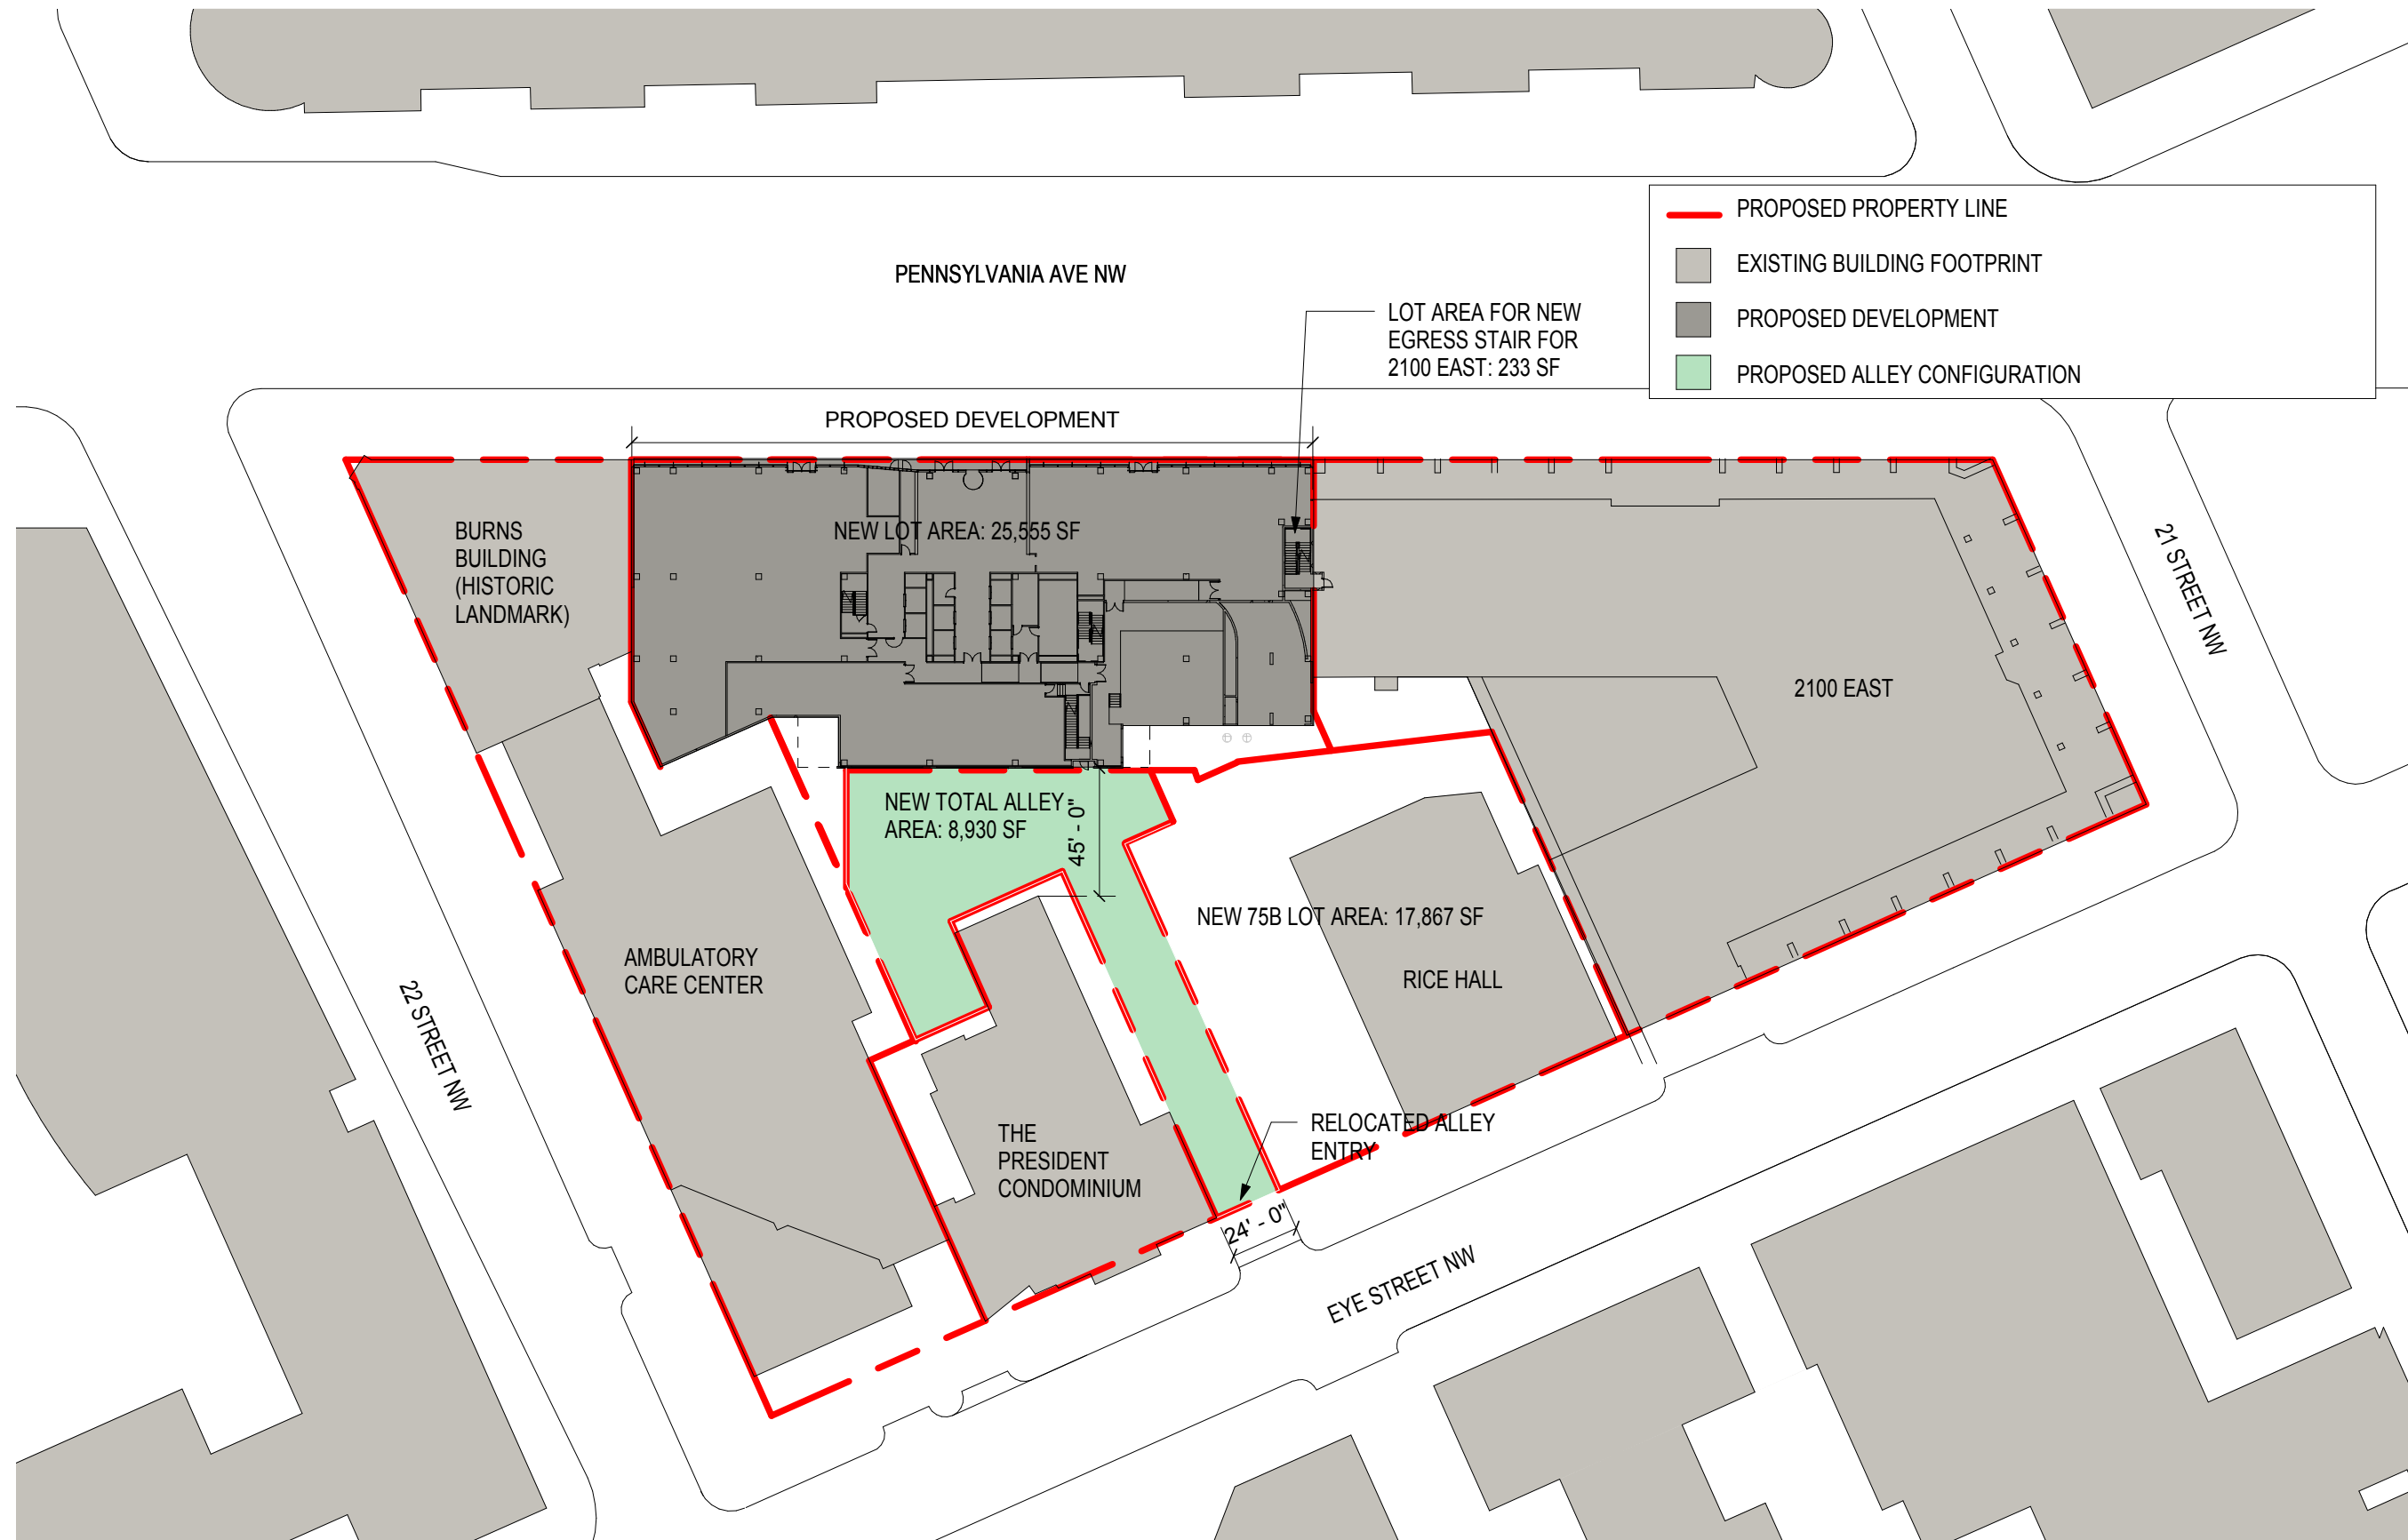 PROPOSED PROPERTY LINE
EXISTING BUILDING FOOTPRINT
PROPOSED DEVELOPMENT
PROPOSED ALLEY CONFIGURATION
PENNSYLVANIA AVE NW
LOT AREA FOR NEW
EGRESS STAIR FOR
2100 EAST: 233 SF
PROPOSED DEVELOPMENT
BURNS
BUILDING
(HISTORIC
LANDMARK)
NEW LOT AREA: 25,555 SF
21 STREET NW
2100 EAST
NEW TOTAL ALLEY
AREA: 8,930 SF
45' - 0"
NEW 75B LOT AREA: 17,867 SF
RICE HALL
AMBULATORY
CARE CENTER
22 STREET NW
THE
PRESIDENT
CONDOMINIUM
RELOCATED ALLEY
ENTRY
24' - 0"
EYE STREET NW